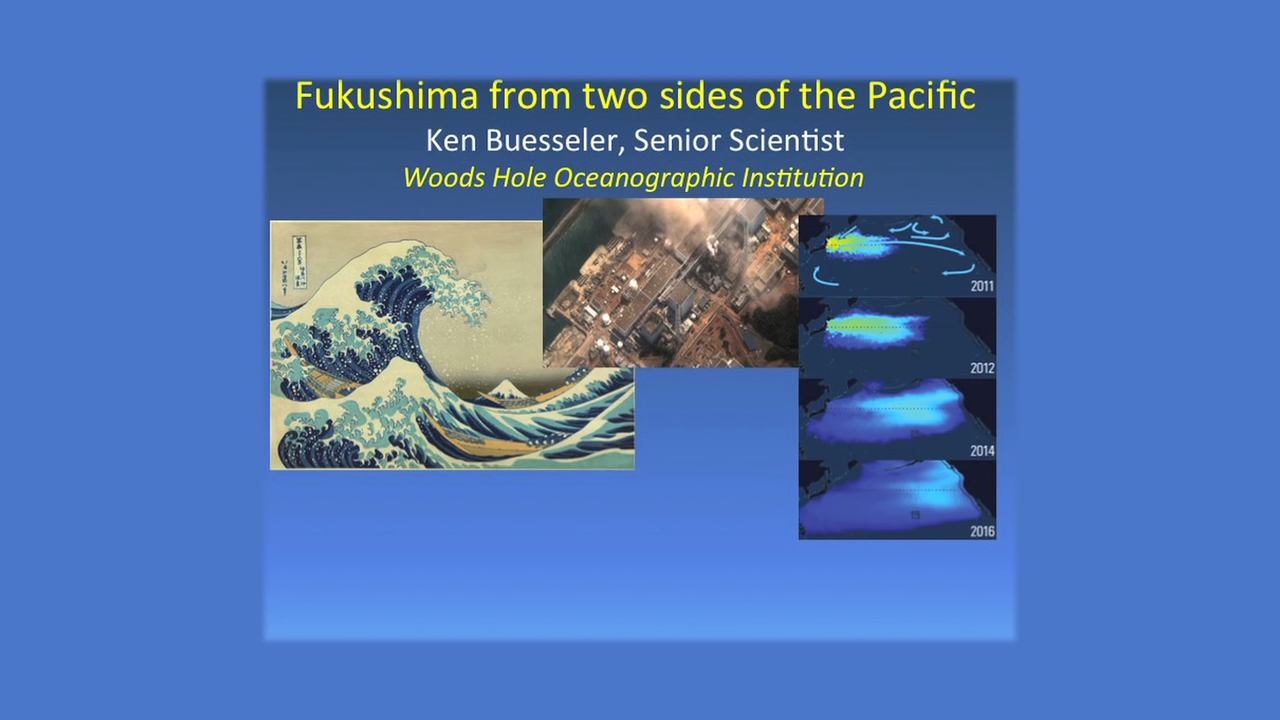 Fukushima from two sides of the Pacific
Ken Buesseler, Senior Scientist
Woods Hole Oceanographic Institution
2011
2012
2014
2016